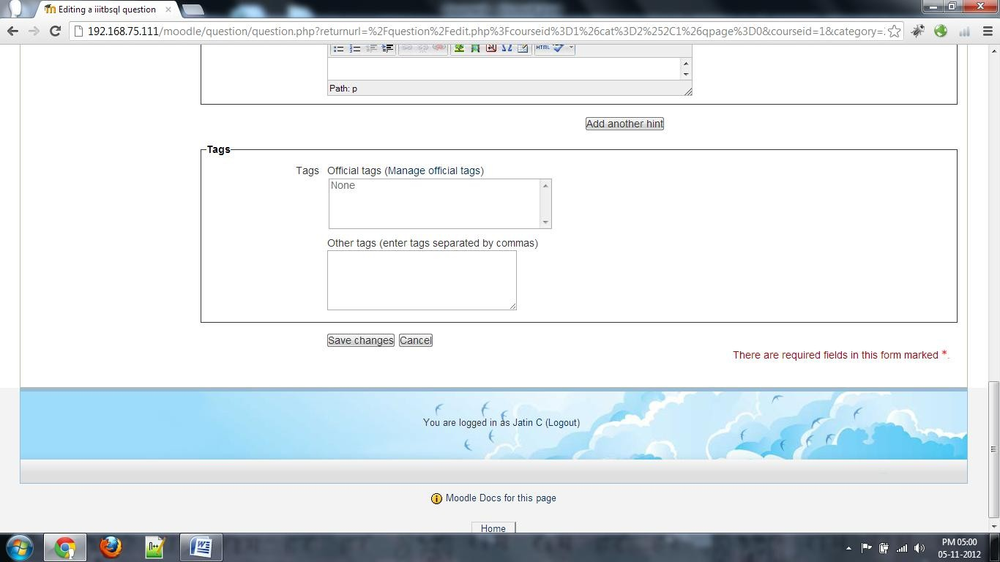 Editing a iiitbsql question
192.168.75.111/moodle/question/question.php?returnurl=%2Fquestion%2Fedit.php%3Fcourseid%3D1%26cat%3D2%252C1%26qpage%3D0&courseid=1&category=
HTML
Path: p
Add another hint
Tags
Tags Official tags (Manage official tags)
None
Other tags (enter tags separated by commas)
Save changes Cancel
There are required fields in this form marked *.
You are logged in as Jatin C (Logout)
Moodle Docs for this page
Home
PM 05:00
05-11-2012